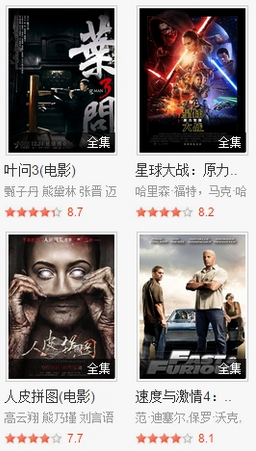 葉問3
IP MAN
全集
叶问3(电影)
甄子丹 熊黛林 张晋 迈
8.7
星球大战
原力觉醒
全集
星球大战：原力..
哈里森·福特，马克·哈
8.2
人皮拼图
全集
人皮拼图(电影)
高云翔 熊乃瑾 刘言语
7.7
FAST & FURIOUS
全集
速度与激情4：..
范·迪塞尔,保罗·沃克,
8.1